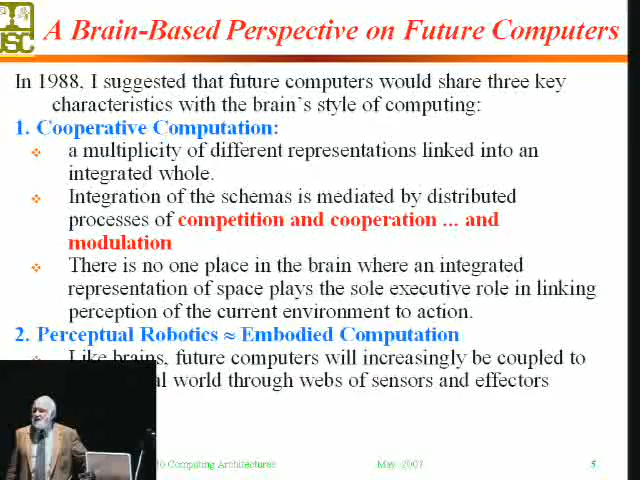 USC
A Brain-Based Perspective on Future Computers
In 1988, I suggested that future computers would share three key
characteristics with the brain's style of computing:
1. Cooperative Computation:
a multiplicity of different representations linked into an
integrated whole.
Integration of the schemas is mediated by distributed
processes of competition and cooperation ... and
modulation
There is no one place in the brain where an integrated
representation of space plays the sole executive role in linking
perception of the current environment to action.
2. Perceptual Robotics ≈ Embodied Computation
Like brains, future computers will increasingly be coupled to
world through webs of sensors and effectors
to Computing Architectures May 2007 5